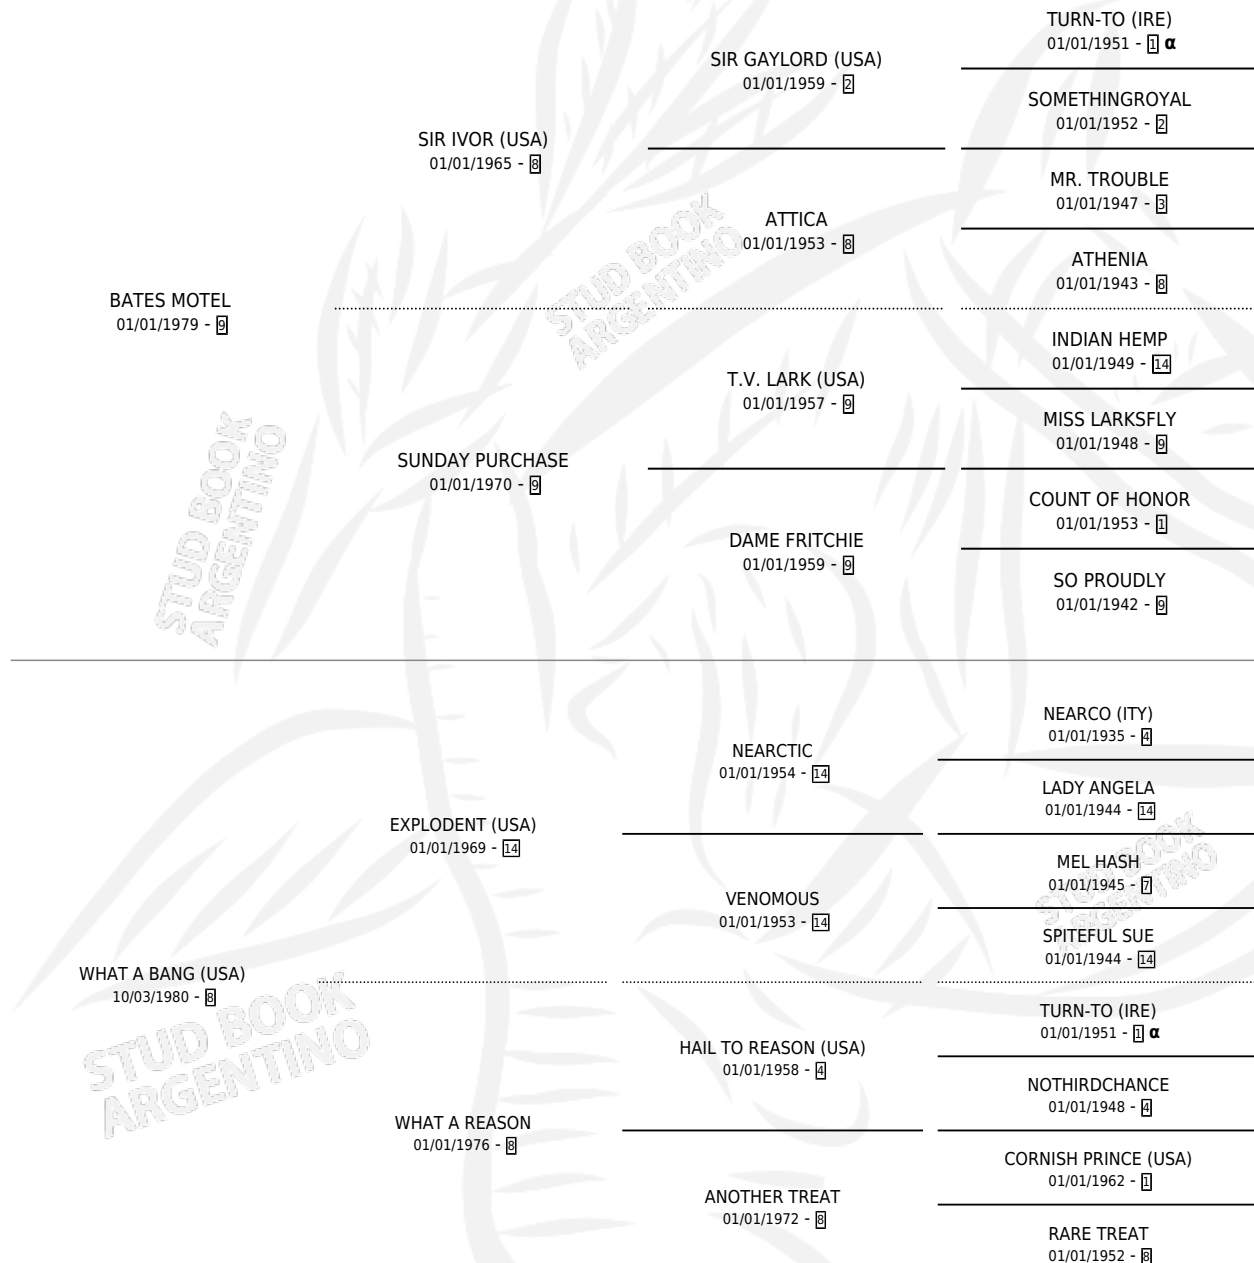 TURN-TO (IRE)
01/01/1951 - 1 α
SIR GAYLORD (USA)
01/01/1959 - 2
SOMETHINGROYAL
01/01/1952 - 2
SIR IVOR (USA)
01/01/1965 - 8
MR. TROUBLE
01/01/1947 - 3
ATTICA
01/01/1953 - 8
ATHENIA
01/01/1943 - 8
BATES MOTEL
01/01/1979 - 9
INDIAN HEMP
01/01/1949 - 14
T.V. LARK (USA)
01/01/1957 - 9
MISS LARKSFLY
01/01/1948 - 9
SUNDAY PURCHASE
01/01/1970 - 9
COUNT OF HONOR
01/01/1953 - 1
DAME FRITCHIE
01/01/1959 - 9
SO PROUDLY
01/01/1942 - 9
STUD BOOK
ARGENTINO
STUD BOOK
ARGENTINO
NEARCO (ITY)
01/01/1935 - 4
NEARCTIC
01/01/1954 - 14
LADY ANGELA
01/01/1944 - 14
EXPLODENT (USA)
01/01/1969 - 14
MEL HASH
01/01/1945 - 7
VENOMOUS
01/01/1953 - 14
SPITEFUL SUE
01/01/1944 - 14
WHAT A BANG (USA)
10/03/1980 - 8
TURN-TO (IRE)
01/01/1951 - 1 α
HAIL TO REASON (USA)
01/01/1958 - 4
NOTHIRDCHANCE
01/01/1948 - 4
WHAT A REASON
01/01/1976 - 8
CORNISH PRINCE (USA)
01/01/1962 - 1
ANOTHER TREAT
01/01/1972 - 8
RARE TREAT
01/01/1952 - 8
STUD BOOK
ARGENTINO
STUD BOOK
ARGENTINO